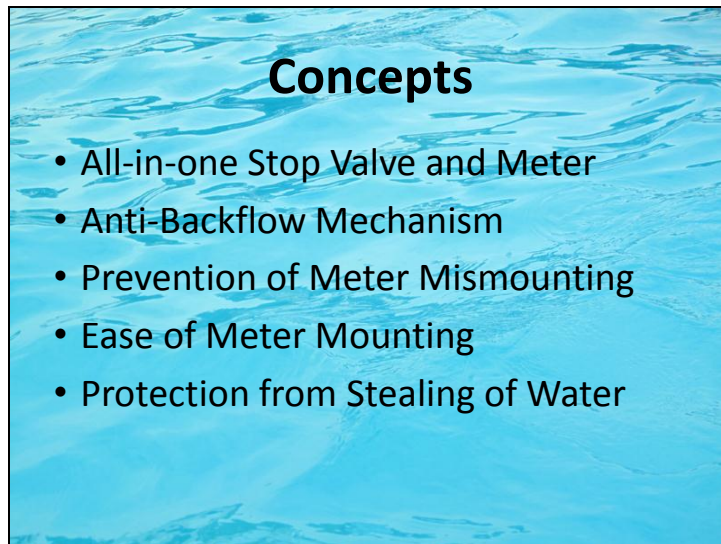 Concepts
• All-in-one Stop Valve and Meter
• Anti-Backflow Mechanism
• Prevention of Meter Mismounting
• Ease of Meter Mounting
• Protection from Stealing of Water